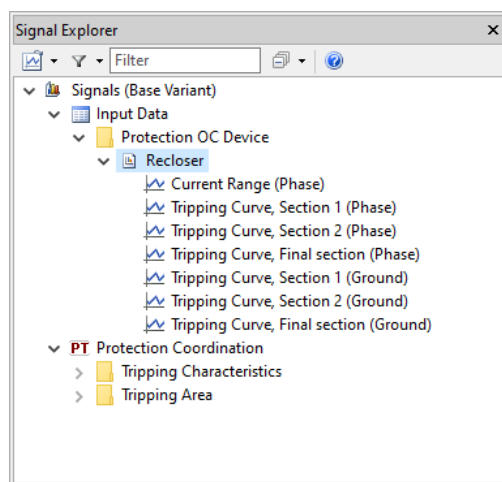 Signal Explorer
Filter
Signals (Base Variant)
Input Data
Protection OC Device
Recloser
Current Range (Phase)
Tripping Curve, Section 1 (Phase)
Tripping Curve, Section 2 (Phase)
Tripping Curve, Final section (Phase)
Tripping Curve, Section 1 (Ground)
Tripping Curve, Section 2 (Ground)
Tripping Curve, Final section (Ground)
PT Protection Coordination
Tripping Characteristics
Tripping Area